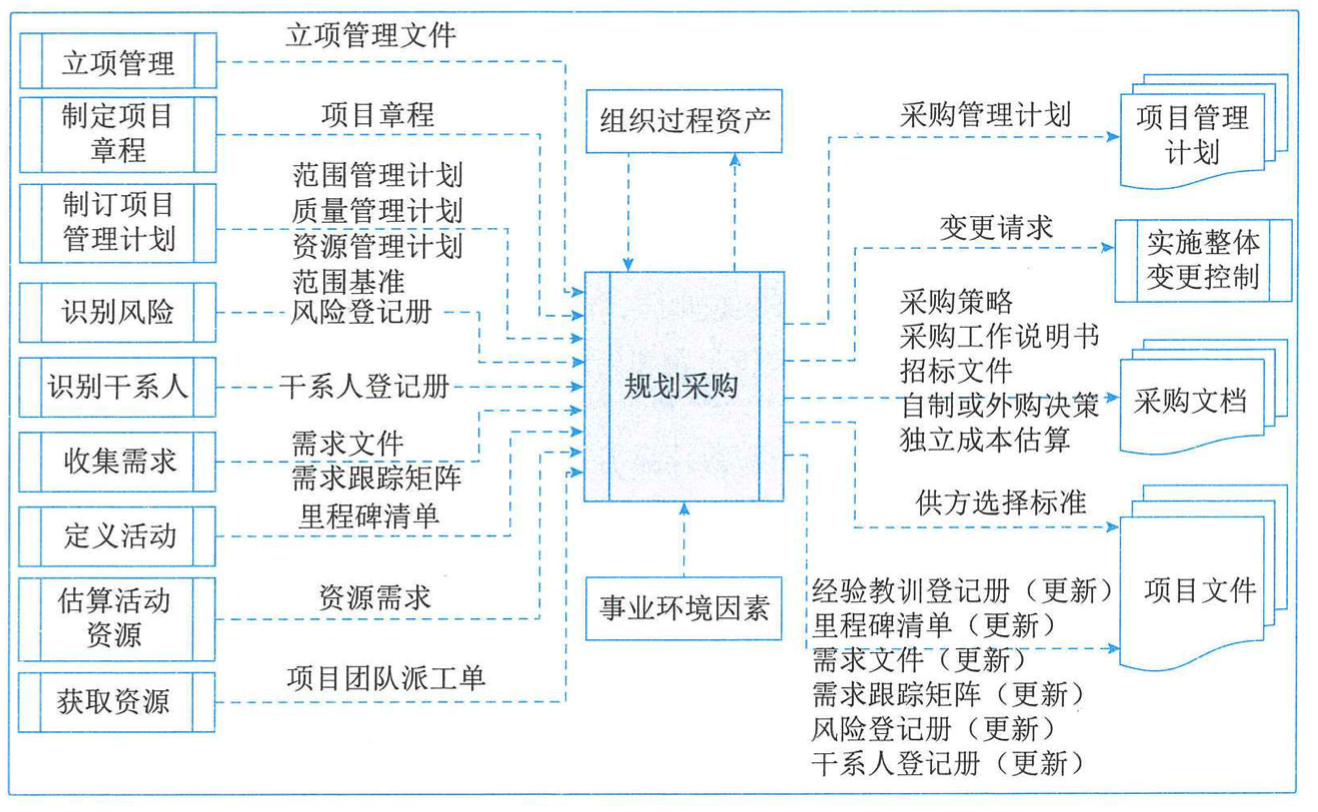 立项管理
立项管理文件
制定项目
章程
项目章程
制订项目
管理计划
范围管理计划
质量管理计划
资源管理计划
范围基准
识别风险
风险登记册
识别干系人
干系人登记册
收集需求
需求文件
需求跟踪矩阵
定义活动
里程碑清单
估算活动
资源
资源需求
获取资源
项目团队派工单
组织过程资产
规划采购
事业环境因素
采购管理计划
项目管理
计划
变更请求
实施整体
变更控制
采购策略
采购工作说明书
招标文件
自制或外购决策
独立成本估算
采购文档
供方选择标准
经验教训登记册（更新）
里程碑清单（更新）
需求文件（更新）
需求跟踪矩阵（更新）
风险登记册（更新）
干系人登记册（更新）
项目文件